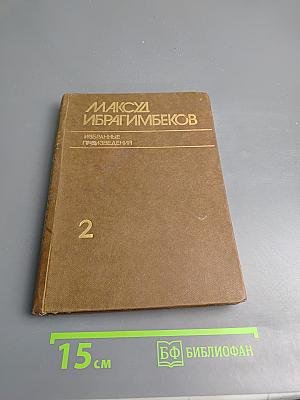 МАКСУД
ИБРАГИМБЕКОВ
ИЗБРАННЫЕ
ПРОИЗВЕДЕНИЯ
2
15 см
БФ БИБЛИОФАН